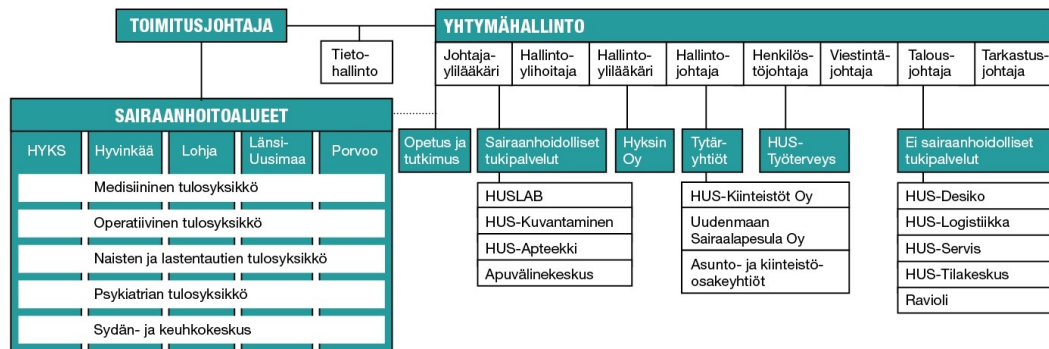 TOIMITUSJOHTAJA
YHTYMÄHALLINTO
Tieto-
hallinto
Johtaja-
ylilääkäri
Hallinto-
ylihoitaja
Hallinto-
ylilääkäri
Hallinto-
johtaja
Henkilös-
töjohtaja
Viestintä-
johtaja
Talous-
johtaja
Tarkastus-
johtaja
SAIRAANHOITOALUEET
HYKS
Hyvinkää
Lohja
Länsi-
Uusimaa
Porvoo
Medisiininen tulosyksikkö
Operatiivinen tulosyksikkö
Naisten ja lastentautien tulosyksikkö
Psykiatrian tulosyksikkö
Sydän- ja keuhkokeskus
Opetus ja
tutkimus
Sairaanhoidolliset
tukipalvelut
HUSLAB
HUS-Kuvantaminen
HUS-Apteekki
Apuvälinekeskus
Hyksin
Oy
Tytär-
yhtiöt
HUS-Kiinteistöt Oy
Uudenmaan
Sairaalapesula Oy
Asunto- ja kiinteistö-
osakeyhtiöt
HUS-
Työterveys
Ei sairaanhoidolliset
tukipalvelut
HUS-Desiko
HUS-Logistiikka
HUS-Servis
HUS-Tilakeskus
Ravioli